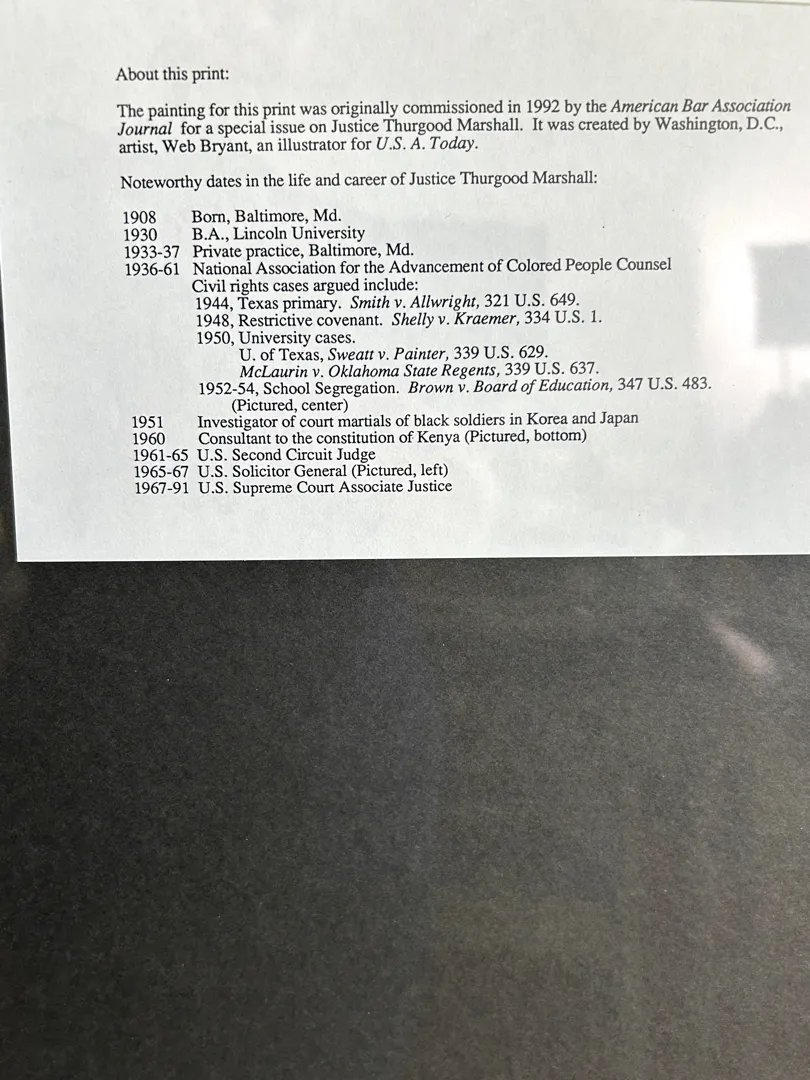 About this print:
The painting for this print was originally commissioned in 1992 by the American Bar Association
Journal for a special issue on Justice Thurgood Marshall. It was created by Washington, D.C.,
artist, Web Bryant, an illustrator for U.S. A. Today.
Noteworthy dates in the life and career of Justice Thurgood Marshall:
1908 Born, Baltimore, Md.
1930 B.A., Lincoln University
1933-37 Private practice, Baltimore, Md.
1936-61 National Association for the Advancement of Colored People Counsel
Civil rights cases argued include:
1944, Texas primary. Smith v. Allwright, 321 U.S. 649.
1948, Restrictive covenant. Shelly v. Kraemer, 334 U.S. 1.
1950, University cases.
U. of Texas, Sweatt v. Painter, 339 U.S. 629.
McLaurin v. Oklahoma State Regents, 339 U.S. 637.
1952-54, School Segregation. Brown v. Board of Education, 347 U.S. 483.
(Pictured, center)
1951 Investigator of court martials of black soldiers in Korea and Japan
1960 Consultant to the constitution of Kenya (Pictured, bottom)
1961-65 U.S. Second Circuit Judge
1965-67 U.S. Solicitor General (Pictured, left)
1967-91 U.S. Supreme Court Associate Justice